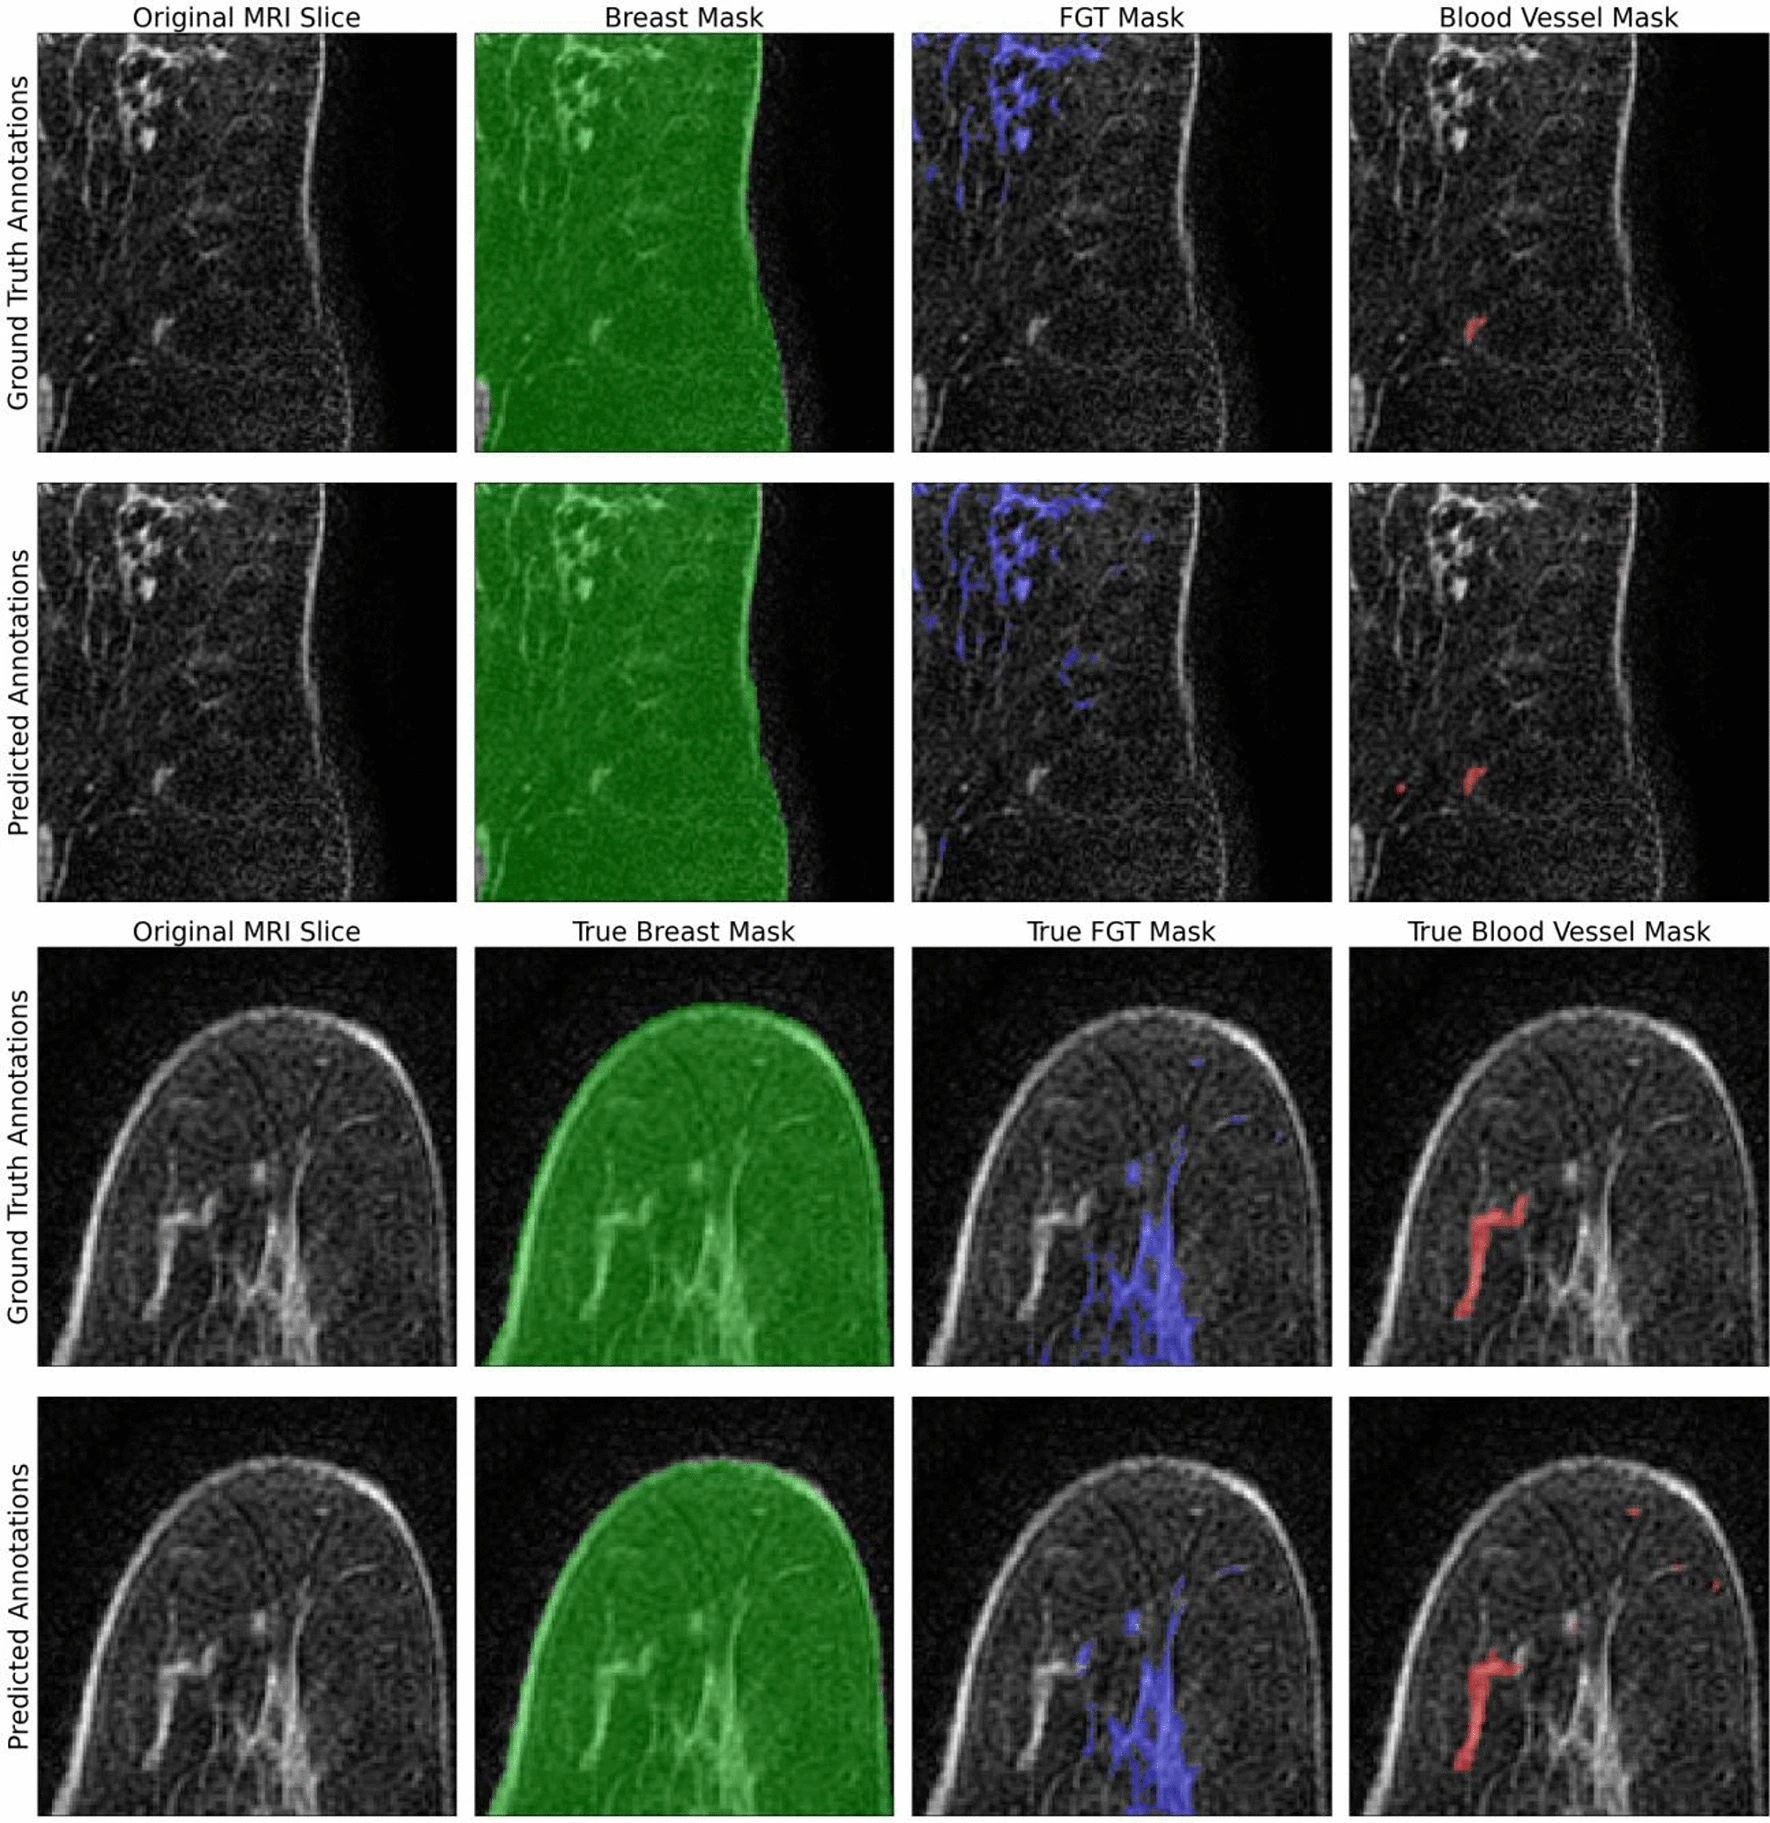 Original MRI Slice
Breast Mask
FGT Mask
Blood Vessel Mask
Ground Truth Annotations
Predicted Annotations
Original MRI Slice
True Breast Mask
True FGT Mask
True Blood Vessel Mask
Ground Truth Annotations
Predicted Annotations